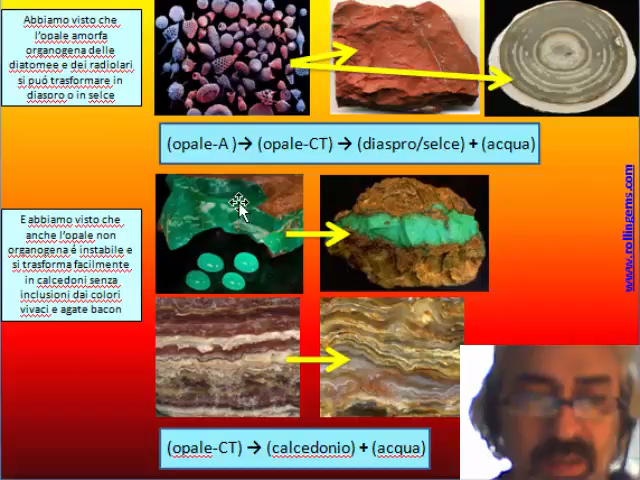 Abbiamo visto che
l'opale amorfa
organogena delle
diatomee e dei radiolari
si può trasformare in
diaspro o in selce
(opale-A )→ (opale-CT) → (diaspro/selce) + (acqua)
E abbiamo visto che
anche l'opale non
organogena é instabile e
si trasforma facilmente
in calcedoni senza
inclusioni dai colori
vivaci e agate bacon
www.rollingems.com
(opale-CT) → (calcedonio) + (acqua)